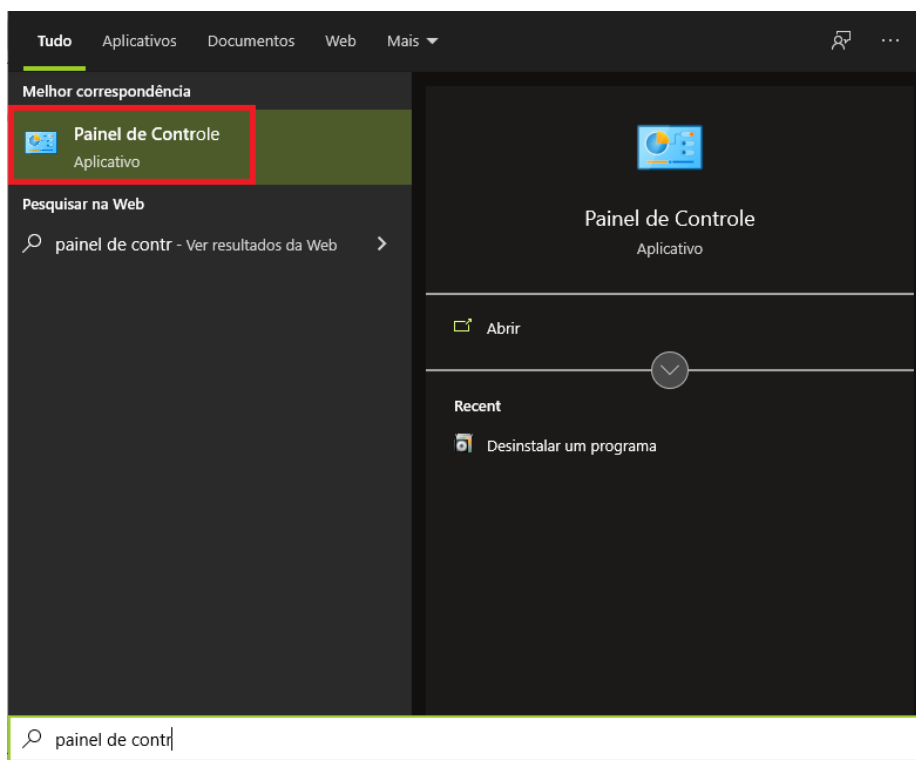 Tudo Aplicativos Documentos Web Mais
Melhor correspondência
Painel de Controle
Aplicativo
Pesquisar na Web
painel de contr - Ver resultados da Web
Painel de Controle
Aplicativo
Abrir
Recent
Desinstalar um programa
painel de contr